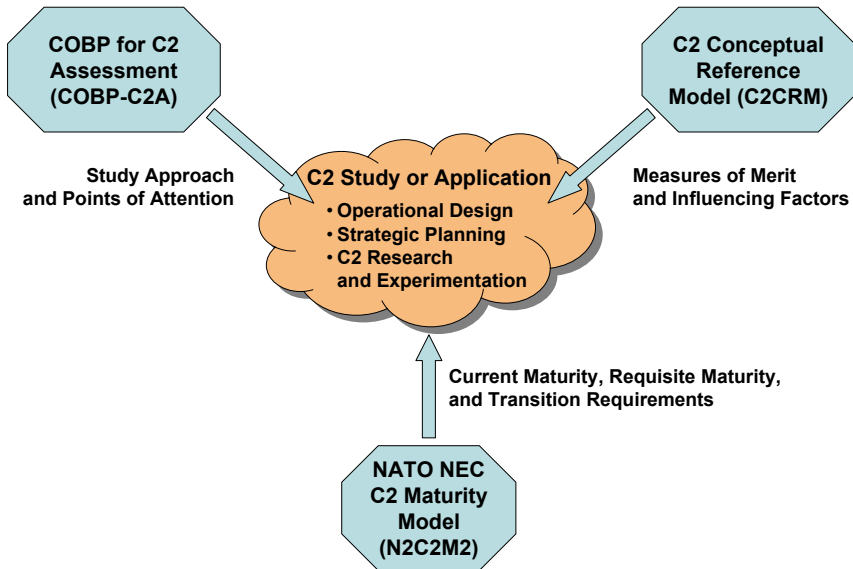 COBP for C2
Assessment
(COBP-C2A)
C2 Conceptual
Reference
Model (C2CRM)
Study Approach
and Points of Attention
Measures of Merit
and Influencing Factors
C2 Study or Application
• Operational Design
• Strategic Planning
• C2 Research
and Experimentation
Current Maturity, Requisite Maturity,
and Transition Requirements
NATO NEC
C2 Maturity
Model
(N2C2M2)